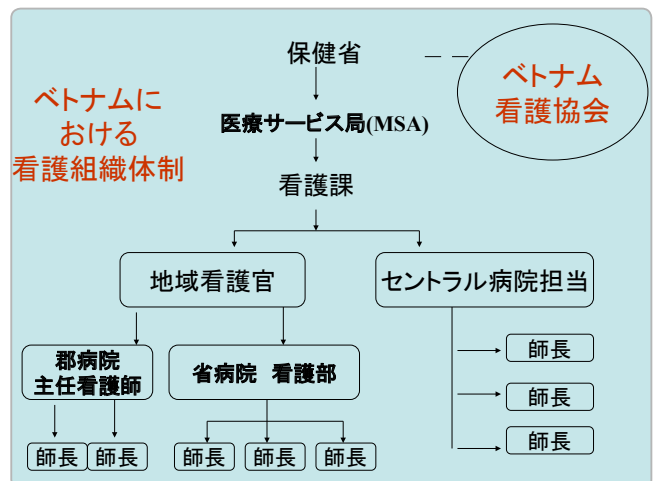 保健省
ベトナム
看護協会
ベトナムに
おける
看護組織体制
医療サービス局(MSA)
看護課
地域看護官
セントラル病院担当
郡病院
主任看護師
省病院 看護部
師長
師長
師長
師長 師長
師長 師長 師長